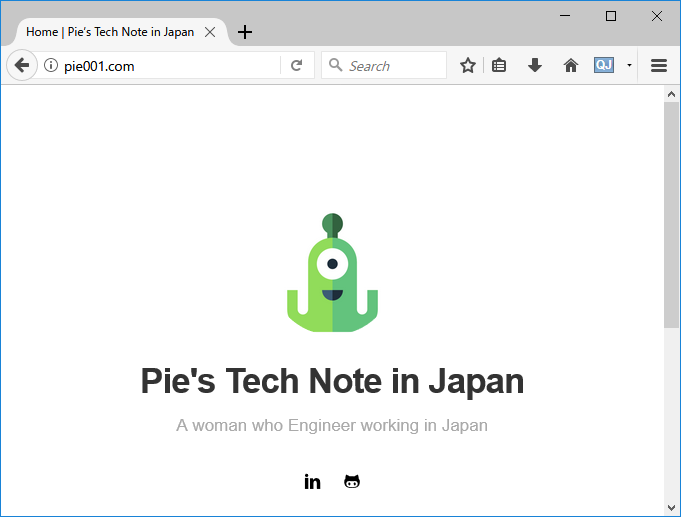 Home | Pie's Tech Note in Japan
pie001.com
Search
QJ
Pie's Tech Note in Japan
A woman who Engineer working in Japan
in